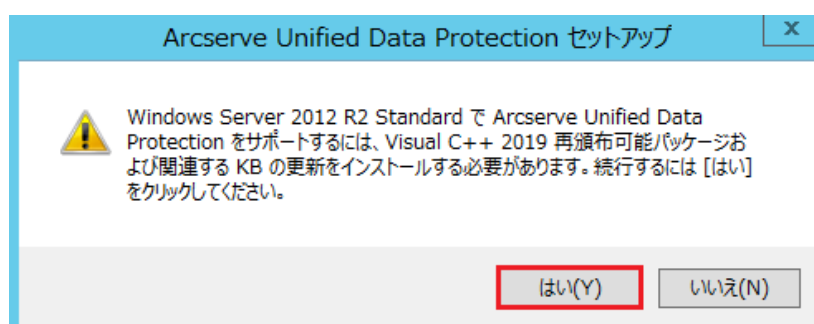 Arcserve Unified Data Protection セットアップ
x
Windows Server 2012 R2 Standard で Arcserve Unified Data
Protection をサポートするには、Visual C++ 2019 再頒布可能パッケージお
よび関連する KB の更新をインストールする必要があります。続行するには [はい]
をクリックしてください。
はい(Y)
いいえ(N)